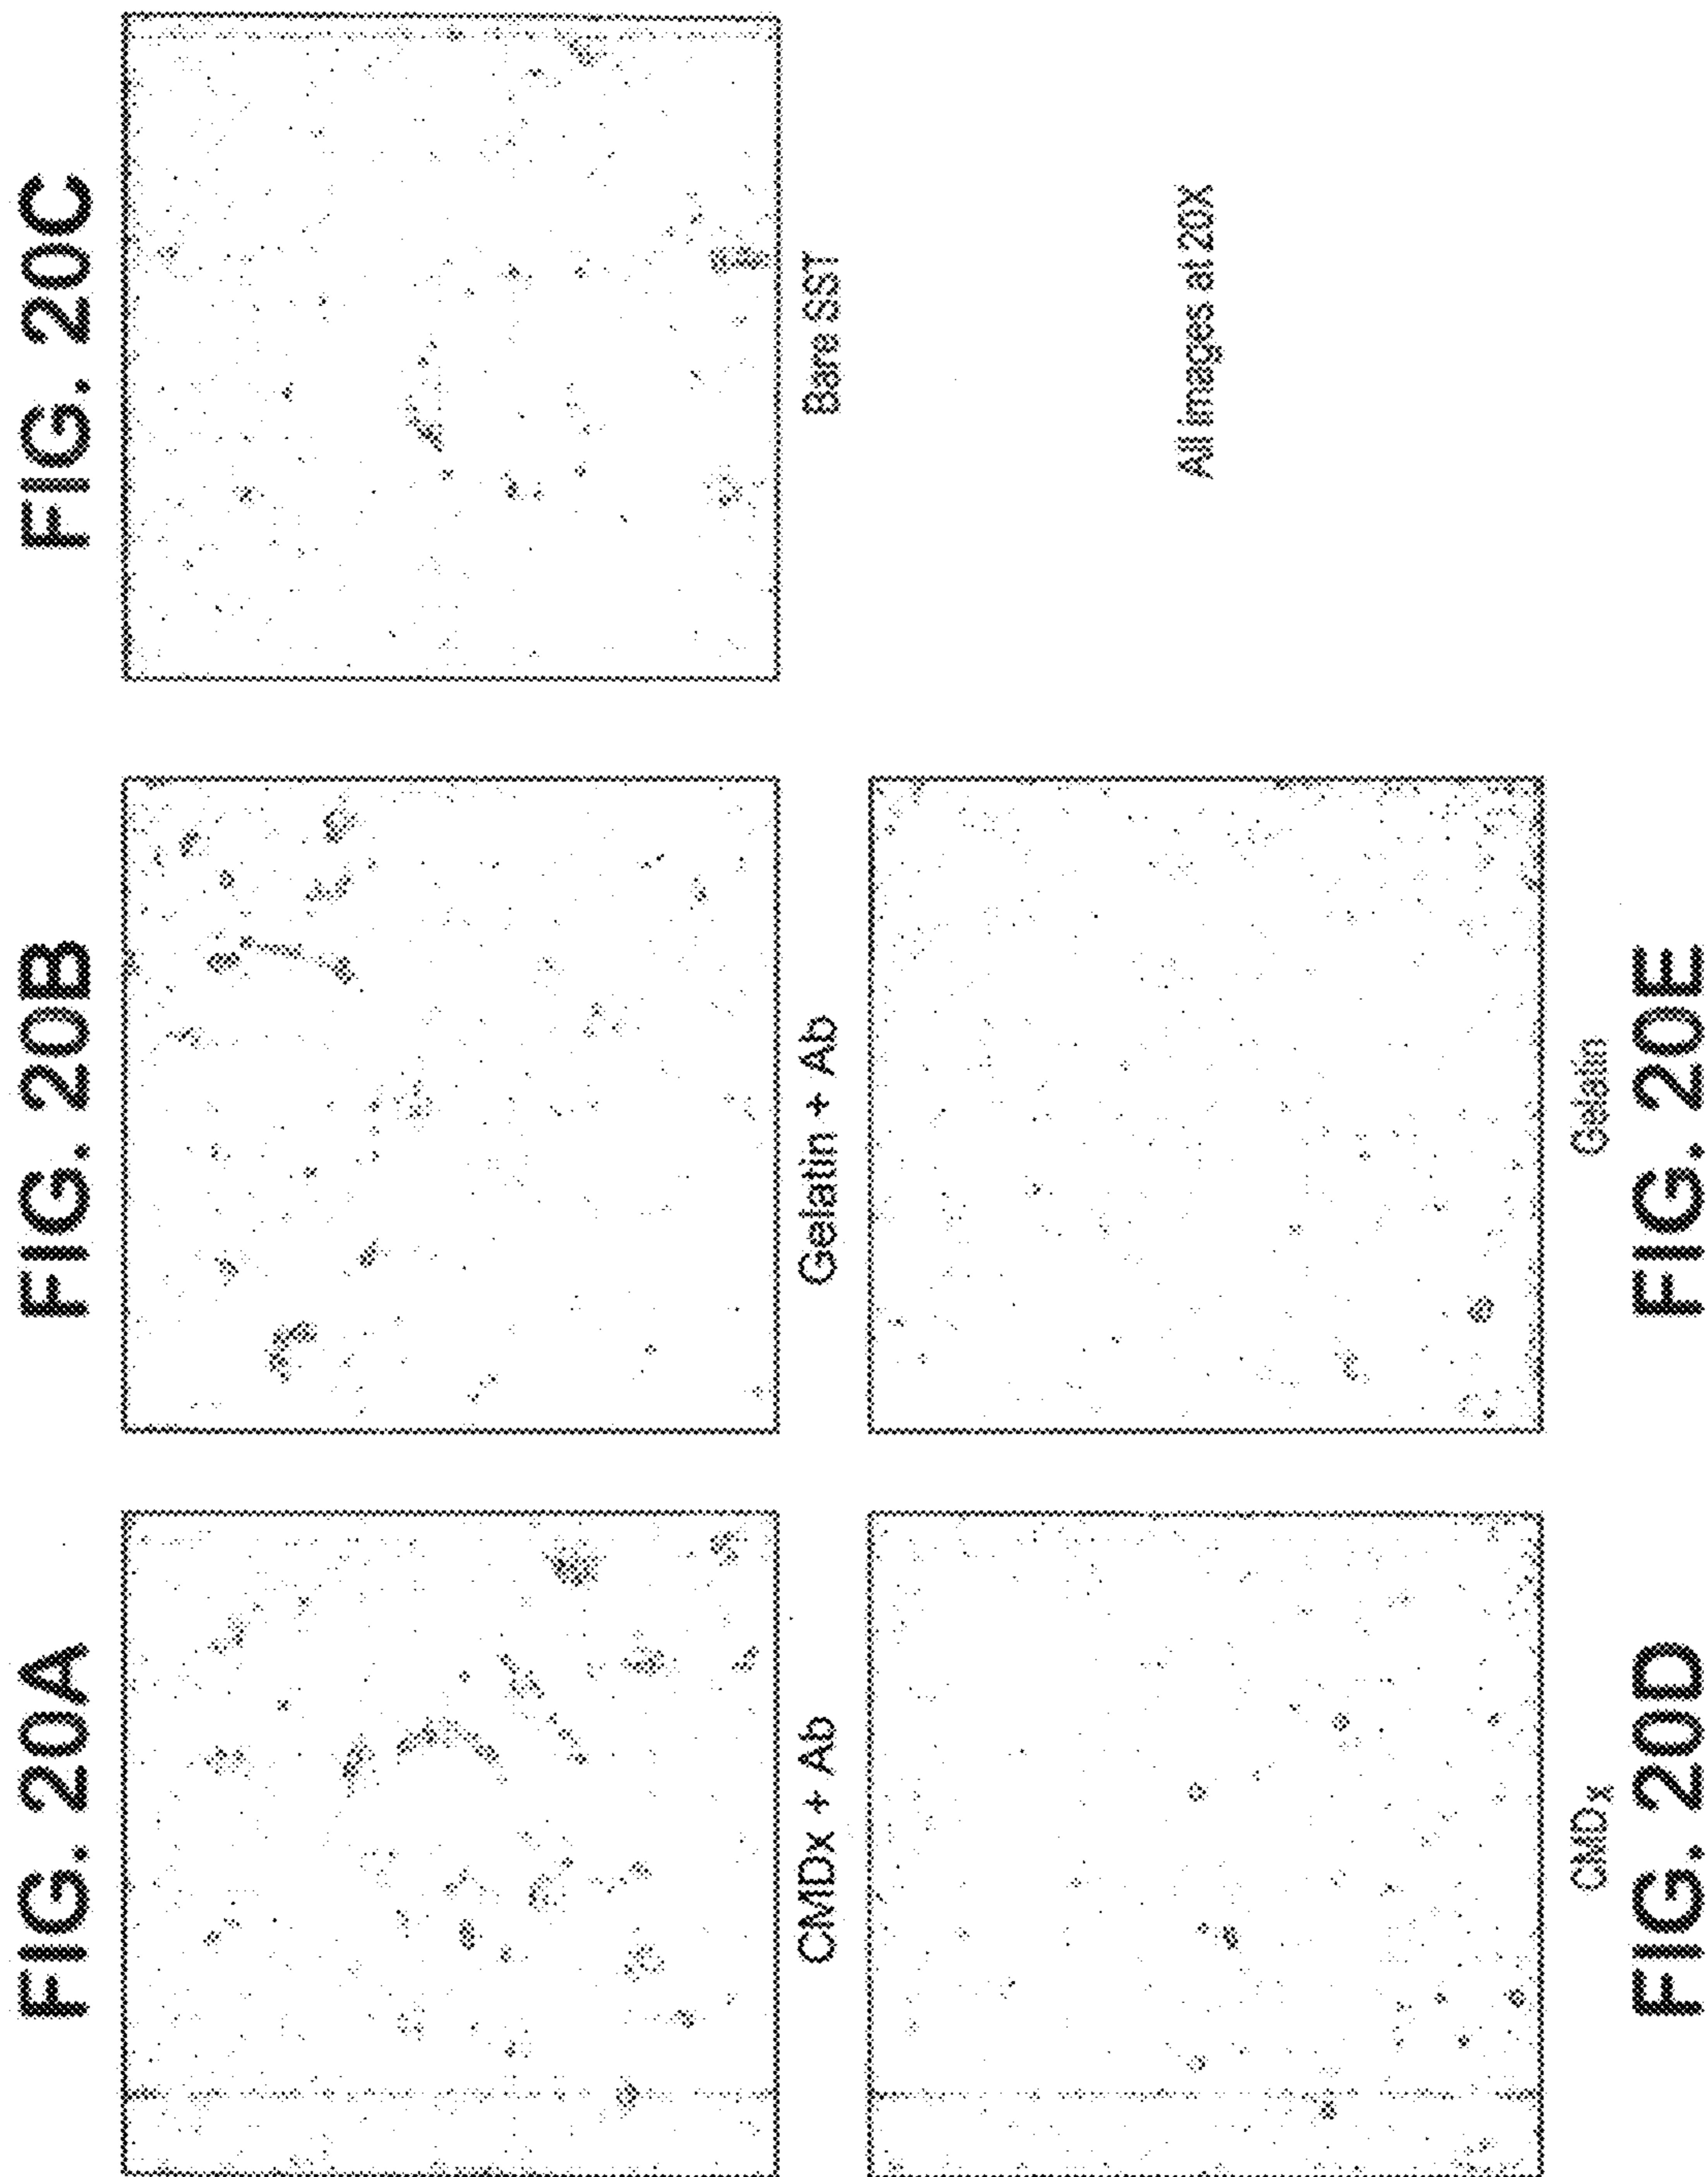 FIG. 20A
FIG. 20B
FIG. 20C
CMDx + Ab
Gelatin + Ab
Bare SST
All images at 20X
CMDx
Gelatin
FIG. 20D
FIG. 20E